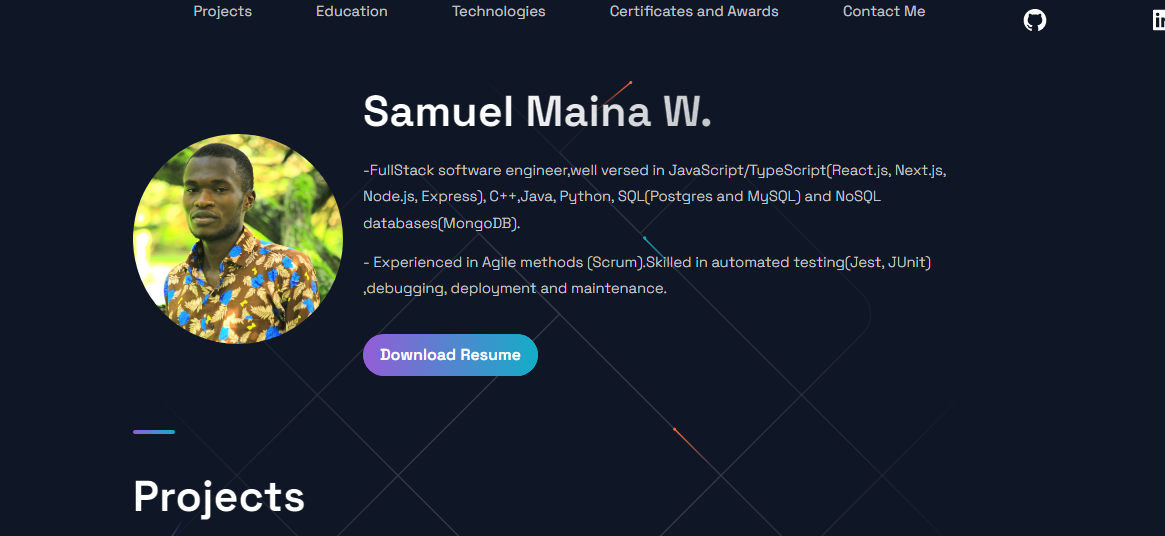 Projects Education Technologies Certificates and Awards Contact Me
Samuel Maina W.
-FullStack software engineer,well versed in JavaScript/TypeScript(React.js, Next.js,
Node.js, Express), C++,Java, Python, SQL(Postgres and MySQL) and NoSQL
databases(MongoDB).
- Experienced in Agile methods (Scrum).Skilled in automated testing(Jest, JUnit)
,debugging, deployment and maintenance.
Download Resume
Projects